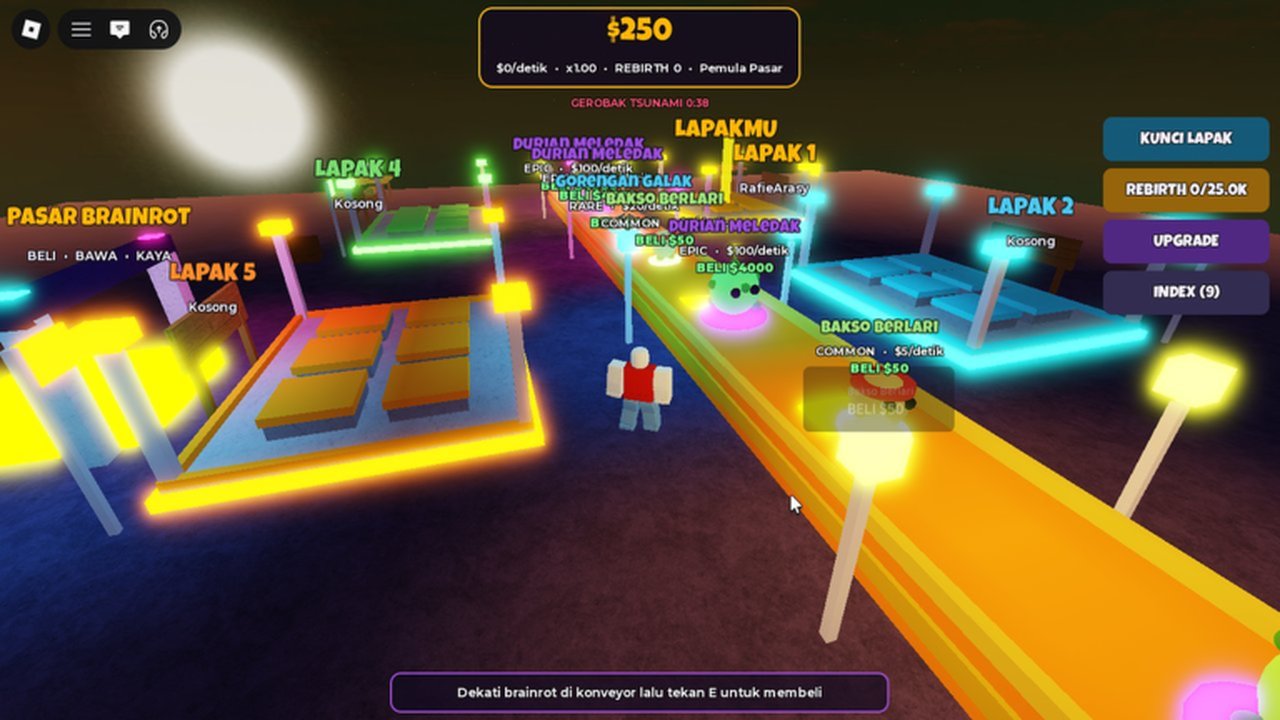 $250
$0/detik • x1.00 • REBIRTH 0 • Pemula Pasar
GEROBAK TSUNAMI 0:38
LAPAKMU
LAPAK 1
RafieArasy
DURIAN MELEDAK
DURIAN MELEDAK
EPIC • $100/detik
GORENGAN GALAK
BAKSO BERLARI
RARE
COMMON
BELI $50
DURIAN MELEDAK
EPIC • $100/detik
BELI $4000
LAPAK 4
Kosong
PASAR BRAINROT
BELI • BAWA • KAYA
LAPAK 5
Kosong
LAPAK 2
Kosong
KUNCI LAPAK
REBIRTH 0/25.0K
UPGRADE
INDEX (9)
BAKSO BERLARI
COMMON • $5/detik
BELI $50
Bakso Berlari
BELI $50
Dekati brainrot di konveyor lalu tekan E untuk membeli